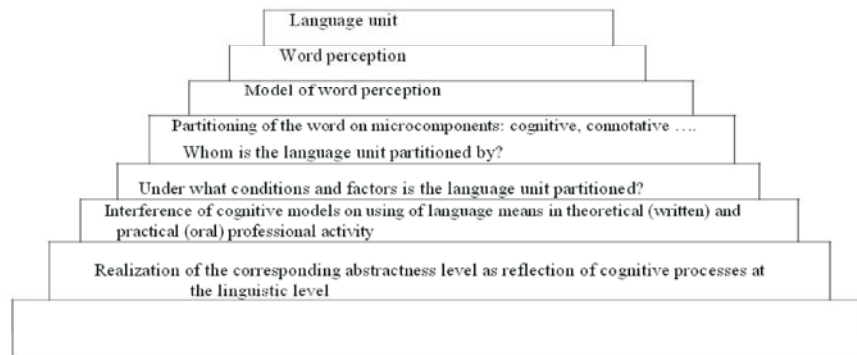 Language unit
Word perception
Model of word perception
Partitioning of the word on microcomponents: cognitive, connotative ….
Whom is the language unit partitioned by?
Under what conditions and factors is the language unit partitioned?
Interference of cognitive models on using of language means in theoretical (written) and
practical (oral) professional activity
Realization of the corresponding abstractness level as reflection of cognitive processes at
the linguistic level